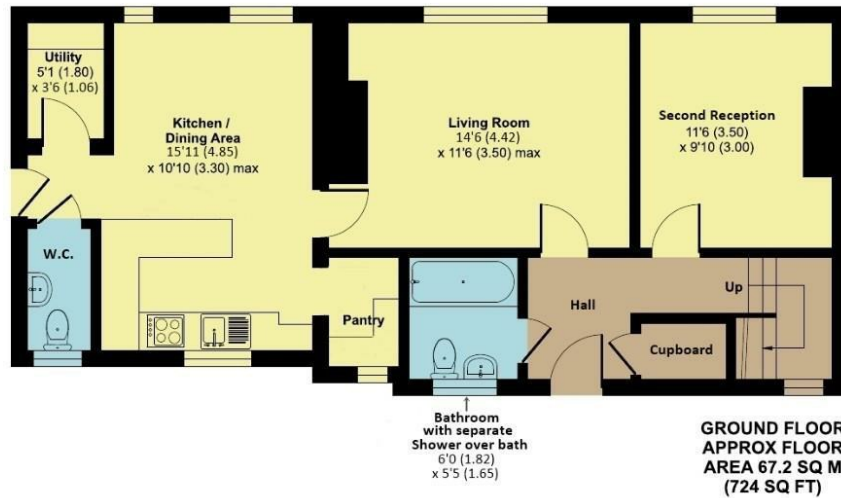 Utility
5'1 (1.80)
x 3'6 (1.06)
Kitchen /
Dining Area
15'11 (4.85)
x 10'10 (3.30) max
Living Room
14'6 (4.42)
x 11'6 (3.50) max
Second Reception
11'6 (3.50)
x 9'10 (3.00)
W.C.
Pantry
Hall
Up
Cupboard
Bathroom
with separate
Shower over bath
6'0 (1.82)
x 5'5 (1.65)
GROUND FLOOR
APPROX FLOOR
AREA 67.2 SQ M
(724 SQ FT)